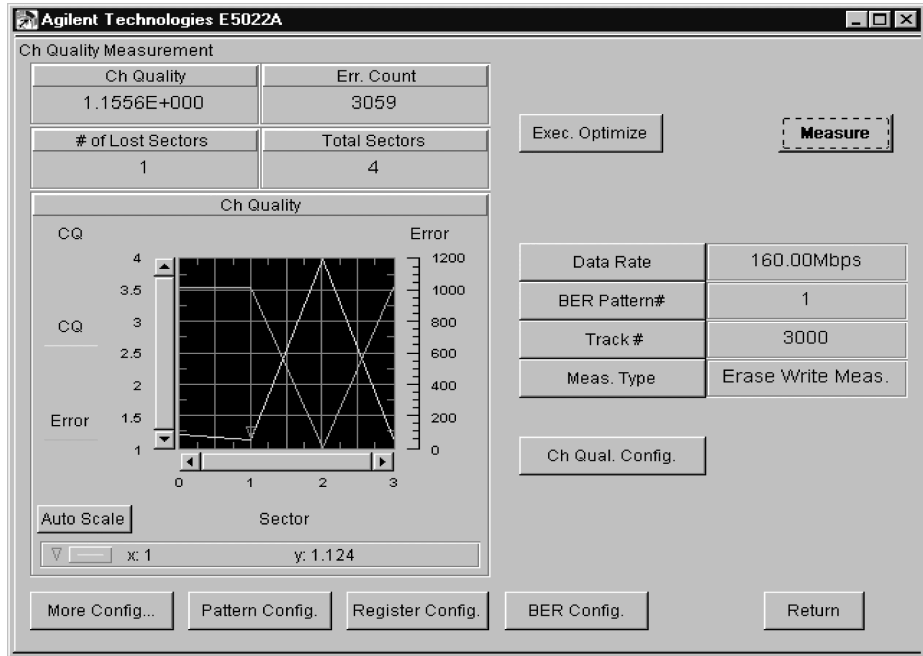 Agilent Technologies E5022A
Ch Quality Measurement
Ch Quality
Err. Count
1.1556E+000
3059
# of Lost Sectors
Total Sectors
1
4
Exec. Optimize
Measure
Ch Quality
CQ
Error
4
3.5
3
2.5
2
1.5
1
CQ
Error
1200
1000
800
600
400
200
0
0
1
2
3
Auto Scale
Sector
x: 1
y: 1.124
Data Rate
160.00Mbps
BER Pattern#
1
Track #
3000
Meas. Type
Erase Write Meas.
Ch Qual. Config.
More Config...
Pattern Config.
Register Config.
BER Config.
Return